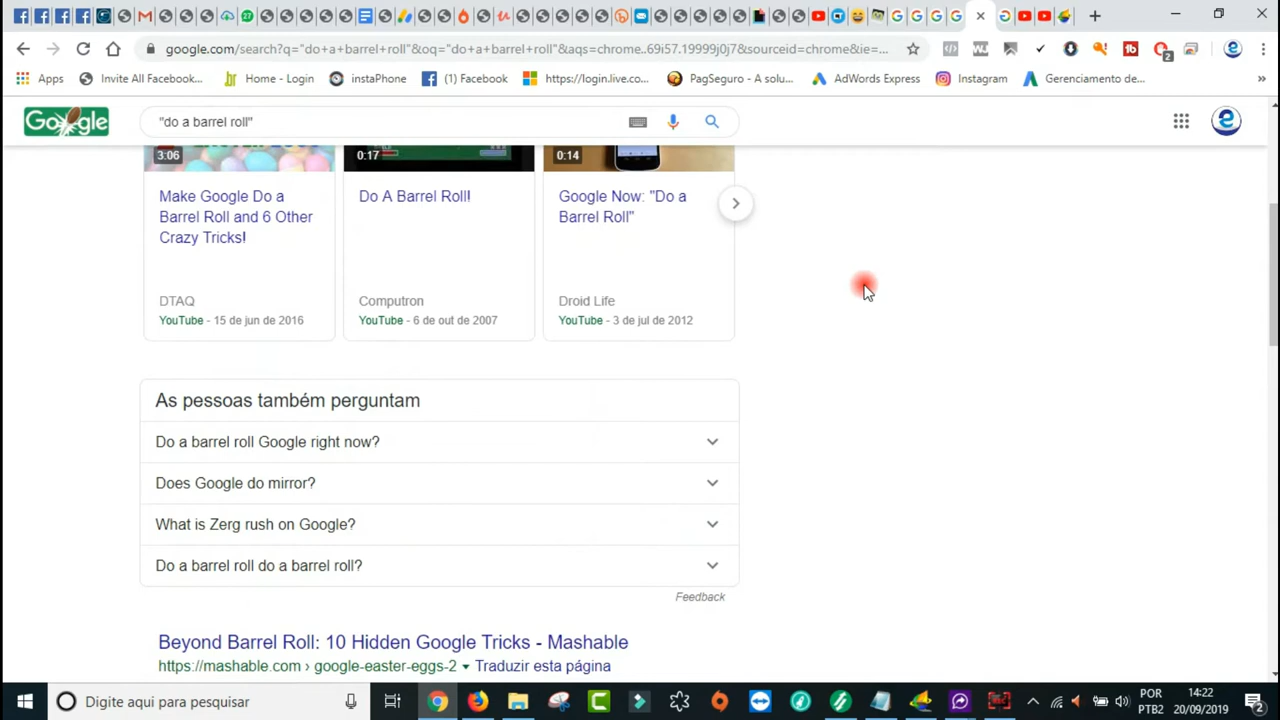 google.com/search?q="do+a+barrel+roll"&oq="do+a+barrel+roll"&aqs=chrome..69i57.19999j0j7&sourceid=chrome&ie=...
2
Apps
Invite All Facebook...
Home - Login
instaPhone
(1) Facebook
https://login.live.co...
PagSeguro - A solu...
AdWords Express
Instagram
Gerenciamento de...
Google
"do a barrel roll"
3:06
0:17
0:14
Make Google Do a
Barrel Roll and 6 Other
Crazy Tricks!
DTAQ
YouTube - 15 de jun de 2016
Do A Barrel Roll!
Computron
YouTube - 6 de out de 2007
Google Now: "Do a
Barrel Roll"
Droid Life
YouTube - 3 de jul de 2012
As pessoas também perguntam
Do a barrel roll Google right now?
Does Google do mirror?
What is Zerg rush on Google?
Do a barrel roll do a barrel roll?
Feedback
Beyond Barrel Roll: 10 Hidden Google Tricks - Mashable
https://mashable.com › google-easter-eggs-2 ▾ Traduzir esta página
Digite aqui para pesquisar
POR
PTB2
14:22
20/09/2019
2